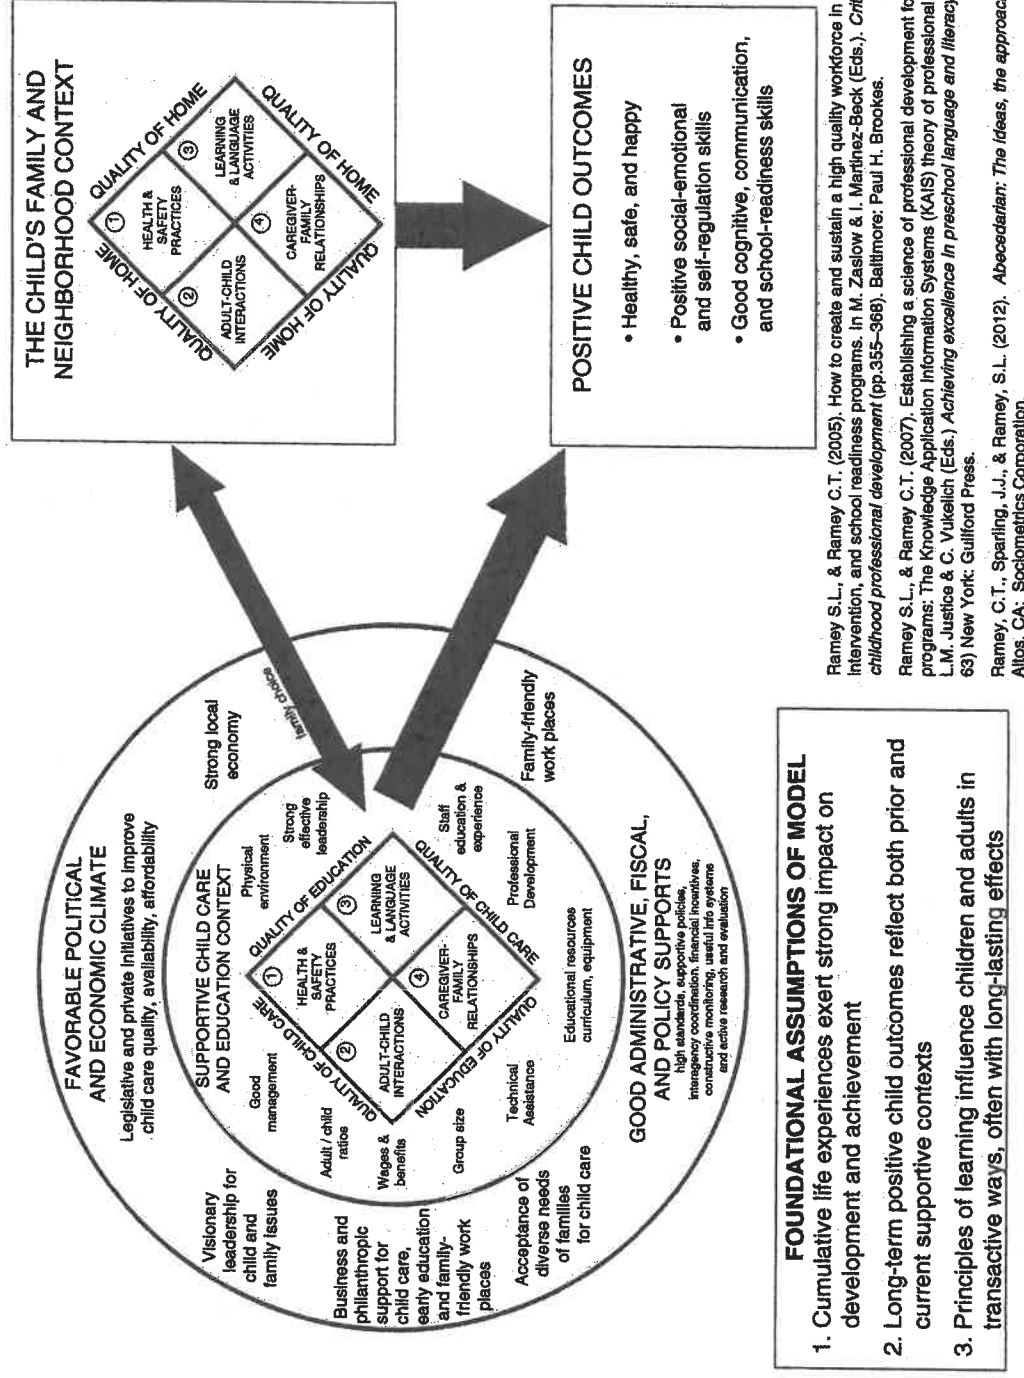 FAVORABLE POLITICAL
AND ECONOMIC CLIMATE
Legislative and private initiatives to improve
child care quality, availability, affordability
Visionary
leadership for
child and
family issues
Strong local
economy
Business and
philanthropic
support for
child care,
early education
and family-
friendly work
places
Acceptance of
diverse needs
of families
for child care
Family-friendly
work places
GOOD ADMINISTRATIVE, FISCAL,
AND POLICY SUPPORTS
high standards, supportive policies,
interagency coordination, financial incentives,
constructive monitoring, useful info systems
and active research and evaluation
SUPPORTIVE CHILD CARE
AND EDUCATION CONTEXT
Good
management
Physical
environment
Strong
effective
leadership
Adult / child
ratios
Wages &
benefits
Group size
Technical
Assistance
Educational resources
curriculum, equipment
Professional
Development
Staff
education &
experience
QUALITY OF CHILD CARE
QUALITY OF EDUCATION
QUALITY OF EDUCATION
QUALITY OF CHILD CARE
1
HEALTH &
SAFETY
PRACTICES
2
ADULT-CHILD
INTERACTIONS
3
LEARNING
& LANGUAGE
ACTIVITIES
4
CAREGIVER-
FAMILY
RELATIONSHIPS
family choice
THE CHILD'S FAMILY AND
NEIGHBORHOOD CONTEXT
QUALITY OF HOME
QUALITY OF HOME
QUALITY OF HOME
QUALITY OF HOME
1
HEALTH &
SAFETY
PRACTICES
2
ADULT-CHILD
INTERACTIONS
3
LEARNING
& LANGUAGE
ACTIVITIES
4
CAREGIVER-
FAMILY
RELATIONSHIPS
POSITIVE CHILD OUTCOMES
• Healthy, safe, and happy
• Positive social-emotional
and self-regulation skills
• Good cognitive, communication,
and school-readiness skills
FOUNDATIONAL ASSUMPTIONS OF MODEL
1. Cumulative life experiences exert strong impact on
development and achievement
2. Long-term positive child outcomes reflect both prior and
current supportive contexts
3. Principles of learning influence children and adults in
transactive ways, often with long-lasting effects
Ramey S.L., & Ramey C.T. (2005). How to create and sustain a high quality workforce in
Intervention, and school readiness programs. In M. Zaslow & I. Martinez-Beck (Eds.). Crit
childhood professional development (pp.355–368). Baltimore: Paul H. Brookes.
Ramey S.L., & Ramey C.T. (2007). Establishing a science of professional development fo
programs: The Knowledge Application Information Systems (KAIS) theory of professional
L.M. Justice & C. Vukelich (Eds.) Achieving excellence in preschool language and literacy
63) New York: Guilford Press.
Ramey, C.T., Sparling, J.J., & Ramey, S.L. (2012). Abecedarian: The ideas, the approac
Altos, CA: Sociometrics Corporation.